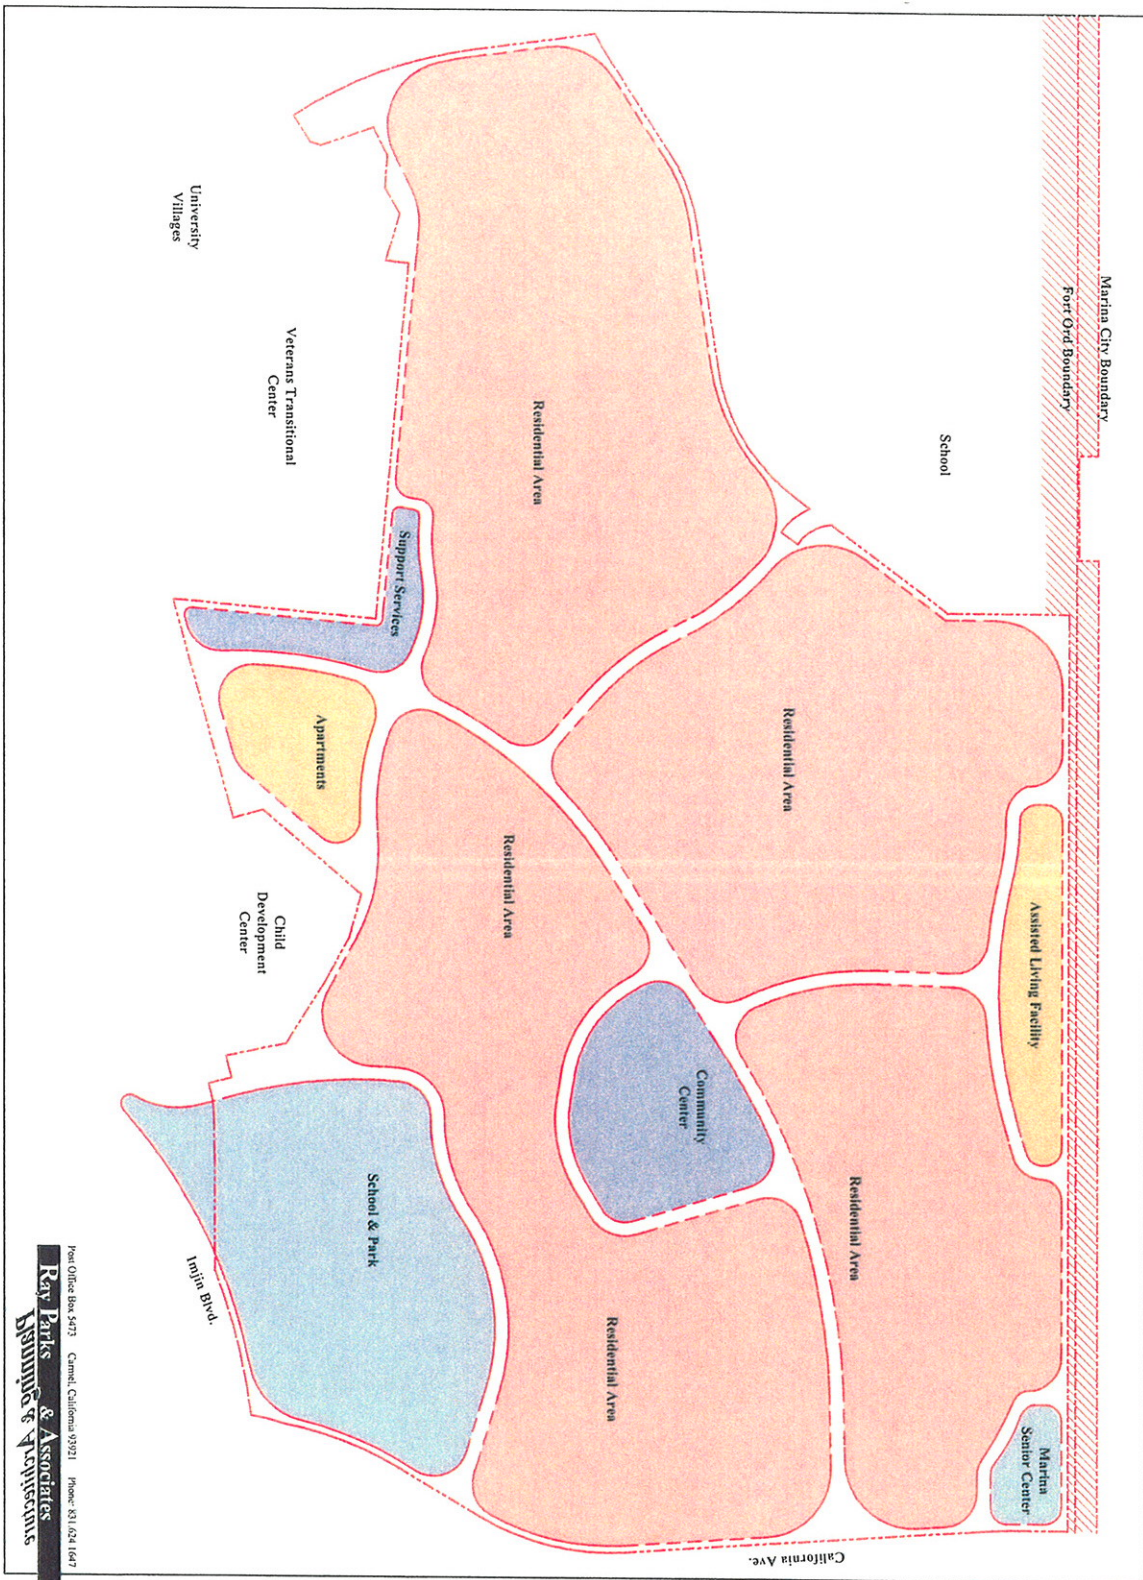 Marina City Boundary
Fort Ord Boundary
School
University
Villages
Veterans Transitional
Center
Residential Area
Support Services
Apartments
Residential Area
Residential Area
Assisted Living Facility
Child
Development
Center
Community
Center
Residential Area
School & Park
Residential Area
Marina
Senior Center
Imjin Blvd.
California Ave.
Post Office Box 5473 Carmel, California 93921 Phone: 831.624.1647
Ray Parks & Associates
Planning & Architecture